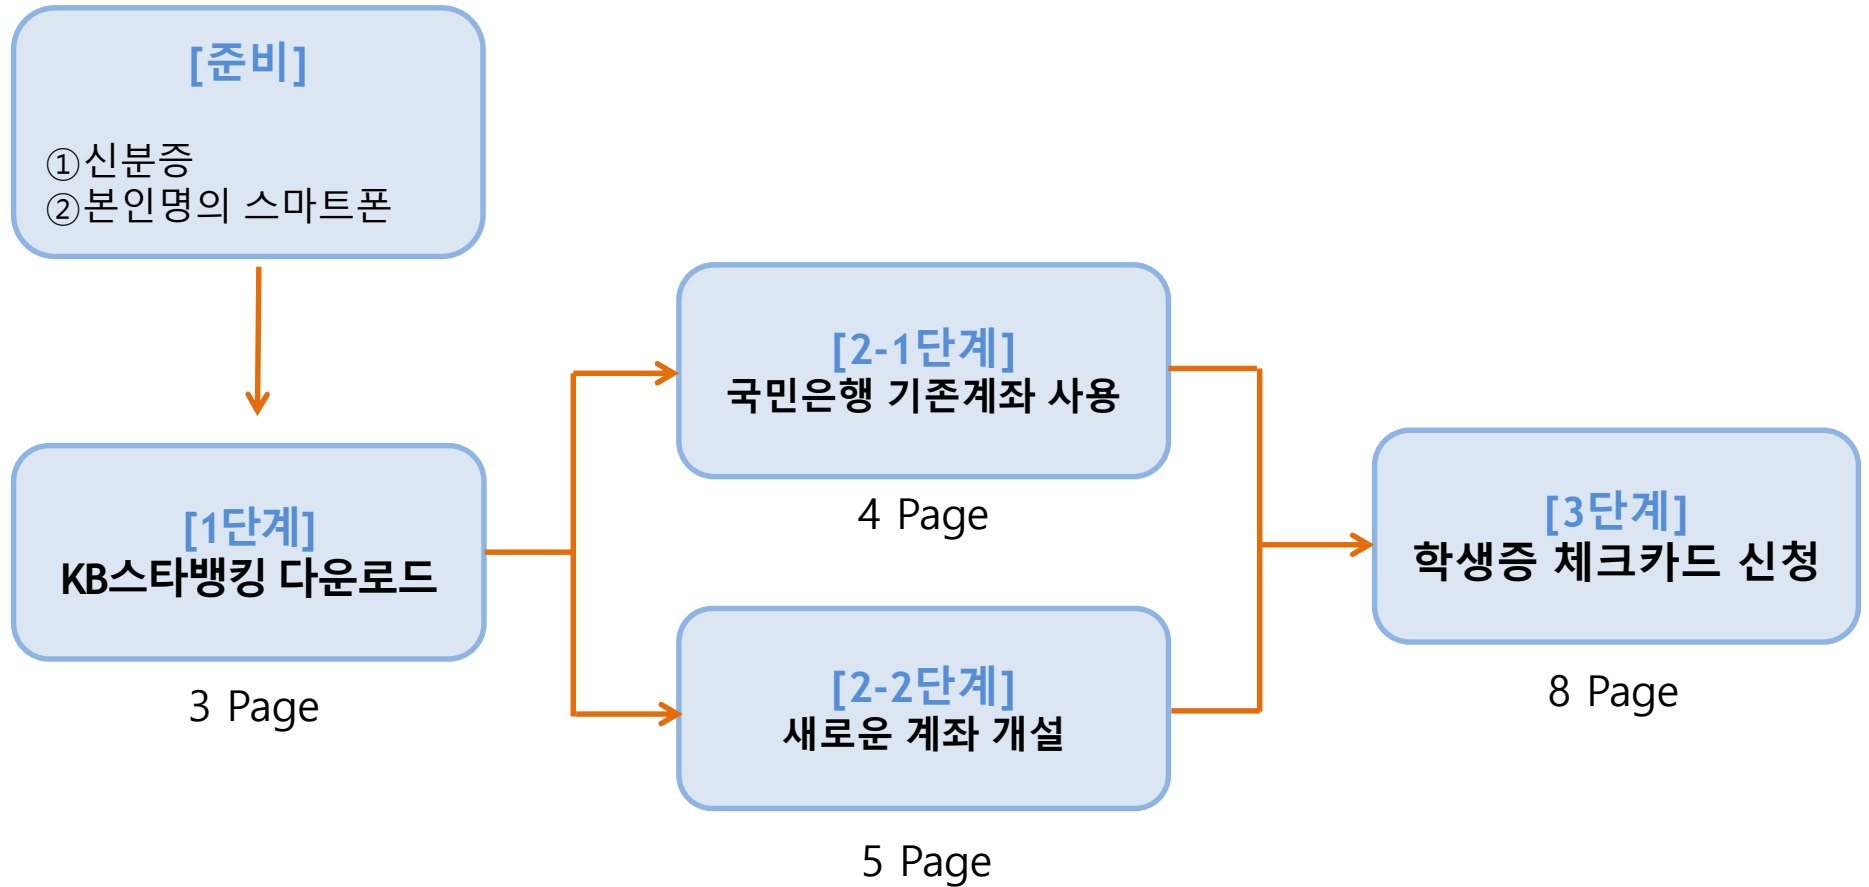 [준비]
①신분증
②본인명의 스마트폰
[1단계]
KB스타뱅킹 다운로드
3 Page
[2-1단계]
국민은행 기존계좌 사용
4 Page
[2-2단계]
새로운 계좌 개설
5 Page
[3단계]
학생증 체크카드 신청
8 Page